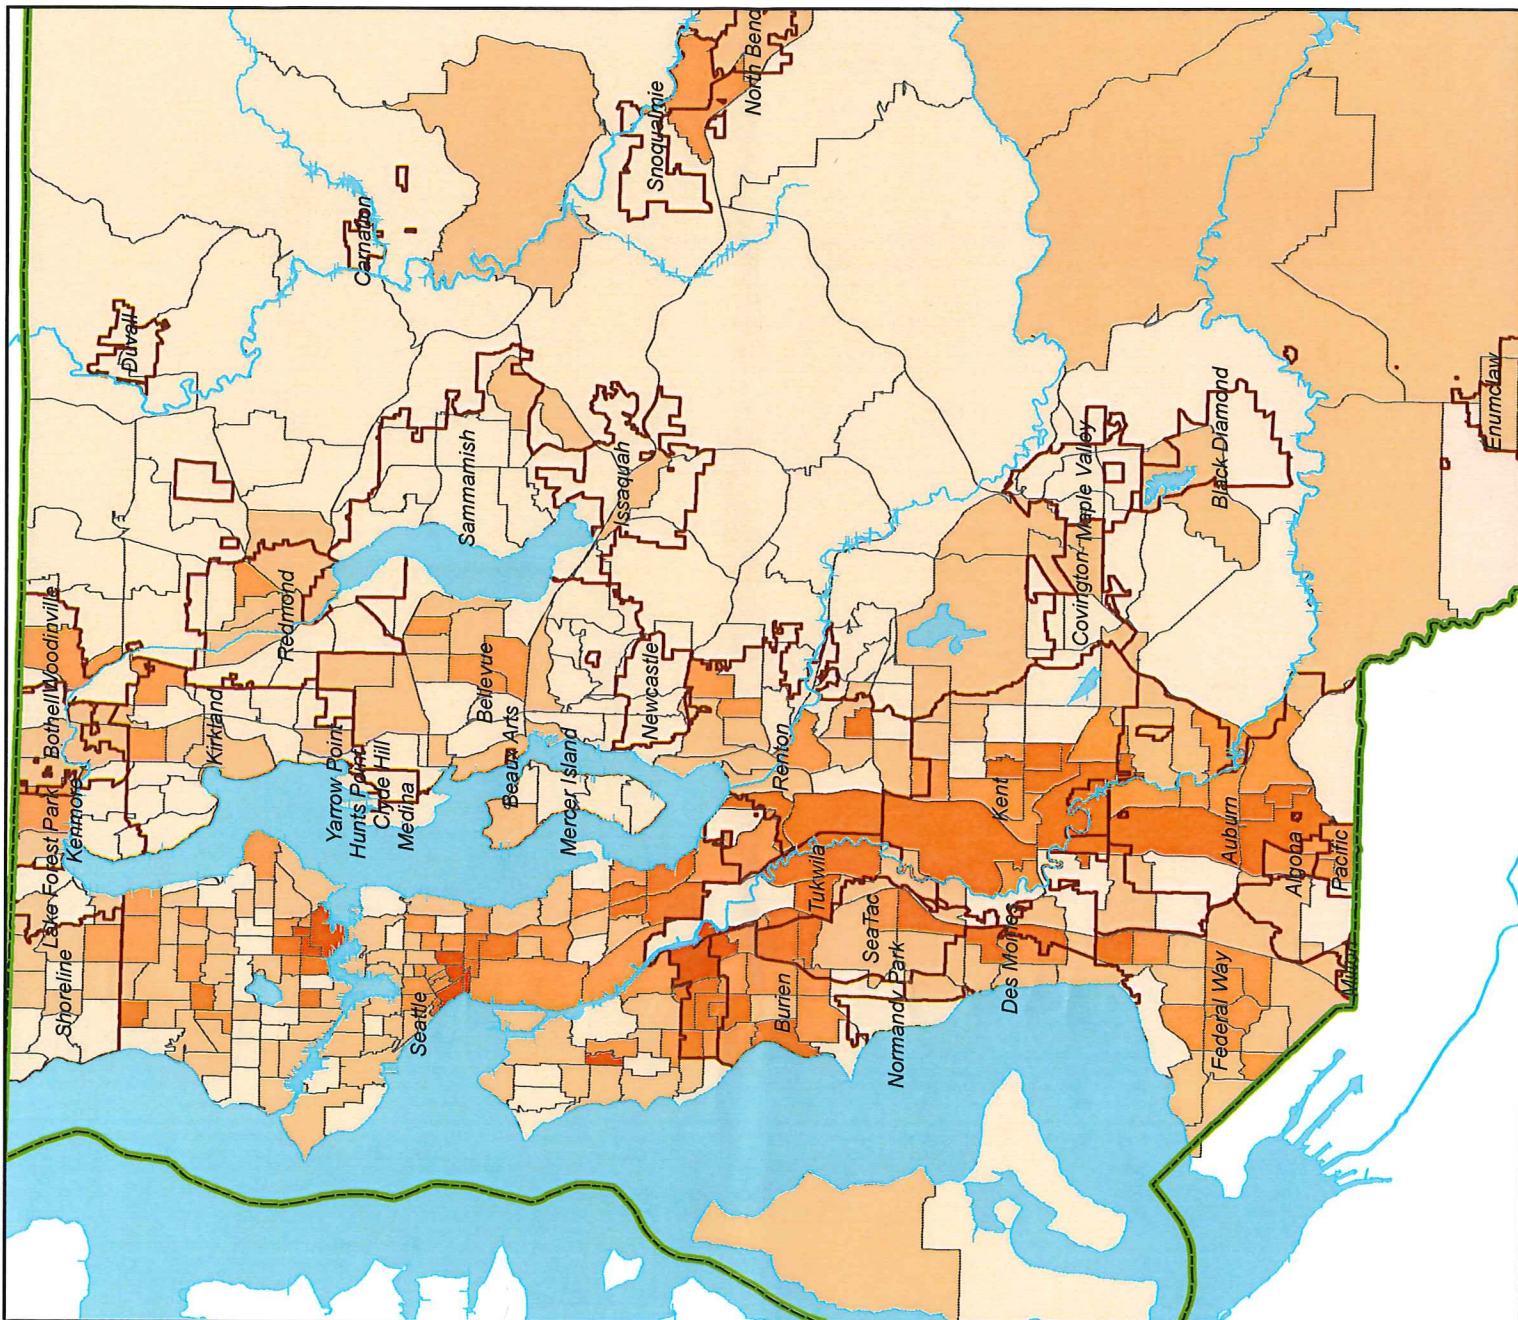 Shoreline
Lake Forest Park
Kenmore
Bothell
Woodinville
Duvall
Carnation
Kirkland
Redmond
Yarrow Point
Hunts Point
Clyde Hill
Medina
Seattle
Bellevue
Beaux Arts
Sammamish
Mercer Island
Issaquah
Newcastle
Snoqualmie
North Bend
Renton
Burien
Tukwila
SeaTac
Normandy Park
Kent
Des Moines
Covington
Maple Valley
Black Diamond
Federal Way
Auburn
Algona
Pacific
Milton
Enumclaw